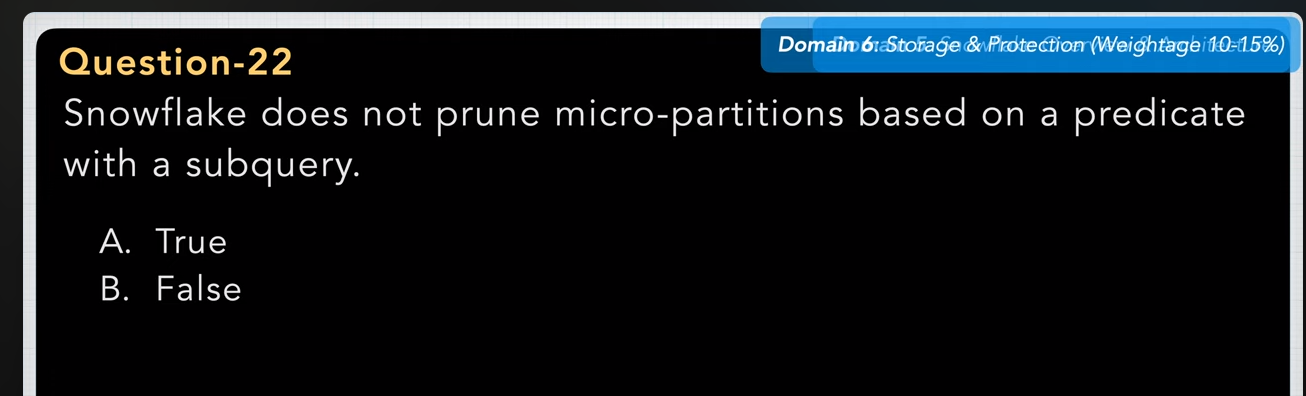 Domain 6: Storage & Protection (Weightage 10-15%)
Question-22
Snowflake does not prune micro-partitions based on a predicate
with a subquery.
A. True
B. False